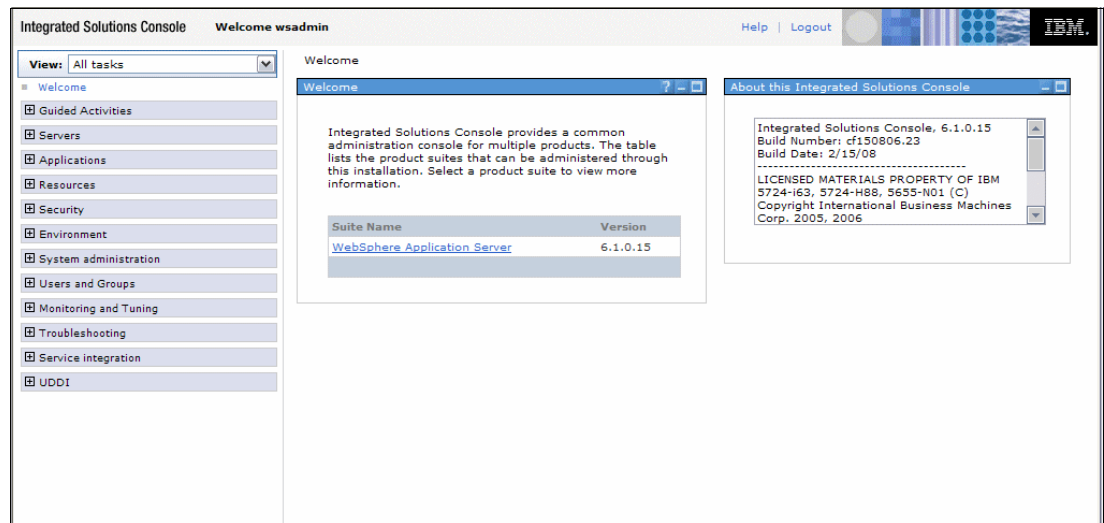 Integrated Solutions Console Welcome wsadmin
Help | Logout
IBM.
View: All tasks
Welcome
Guided Activities
Servers
Applications
Resources
Security
Environment
System administration
Users and Groups
Monitoring and Tuning
Troubleshooting
Service integration
UDDI
Welcome
Welcome
Integrated Solutions Console provides a common
administration console for multiple products. The table
lists the product suites that can be administered through
this installation. Select a product suite to view more
information.
Suite Name Version
WebSphere Application Server 6.1.0.15
About this Integrated Solutions Console
Integrated Solutions Console, 6.1.0.15
Build Number: cf150806.23
Build Date: 2/15/08
------------------------------------
LICENSED MATERIALS PROPERTY OF IBM
5724-i63, 5724-H88, 5655-N01 (C)
Copyright International Business Machines
Corp. 2005, 2006